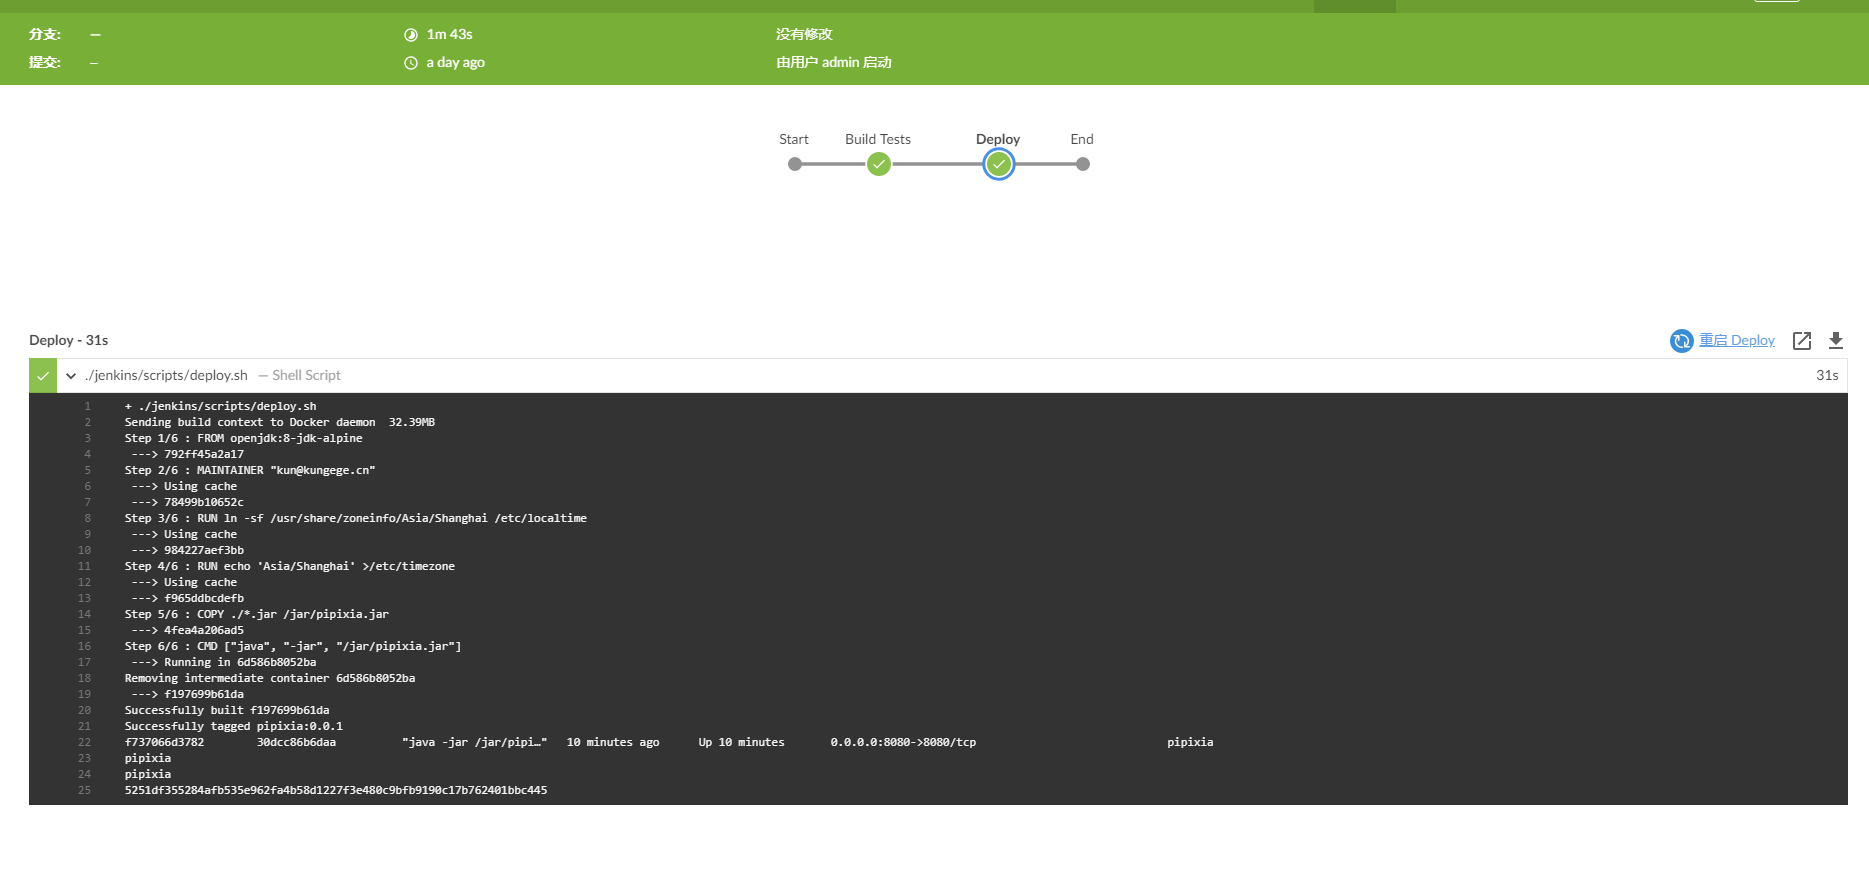 分支: —
1m 43s
没有修改
提交: —
a day ago
由用户 admin 启动
Start
Build Tests
Deploy
End
Deploy - 31s
重启 Deploy
./jenkins/scripts/deploy.sh — Shell Script
31s
1 + ./jenkins/scripts/deploy.sh
2 Sending build context to Docker daemon  32.39MB
3 Step 1/6 : FROM openjdk:8-jdk-alpine
4  ---> 792ff45a2a17
5 Step 2/6 : MAINTAINER "kun@kungege.cn"
6  ---> Using cache
7  ---> 78499b10652c
8 Step 3/6 : RUN ln -sf /usr/share/zoneinfo/Asia/Shanghai /etc/localtime
9  ---> Using cache
10  ---> 984227aef3bb
11 Step 4/6 : RUN echo 'Asia/Shanghai' >/etc/timezone
12  ---> Using cache
13  ---> f965ddbcdefb
14 Step 5/6 : COPY ./*.jar /jar/pipixia.jar
15  ---> 4fea4a206ad5
16 Step 6/6 : CMD ["java", "-jar", "/jar/pipixia.jar"]
17  ---> Running in 6d586b8052ba
18 Removing intermediate container 6d586b8052ba
19  ---> f197699b61da
20 Successfully built f197699b61da
21 Successfully tagged pipixia:0.0.1
22 f737066d3782        30dcc86b6daa          "java -jar /jar/pipi…"   10 minutes ago      Up 10 minutes       0.0.0.0:8080->8080/tcp                             pipixia
23 pipixia
24 pipixia
25 5251df355284afb535e962fa4b58d1227f3e480c9bfb9190c17b762401bbc445